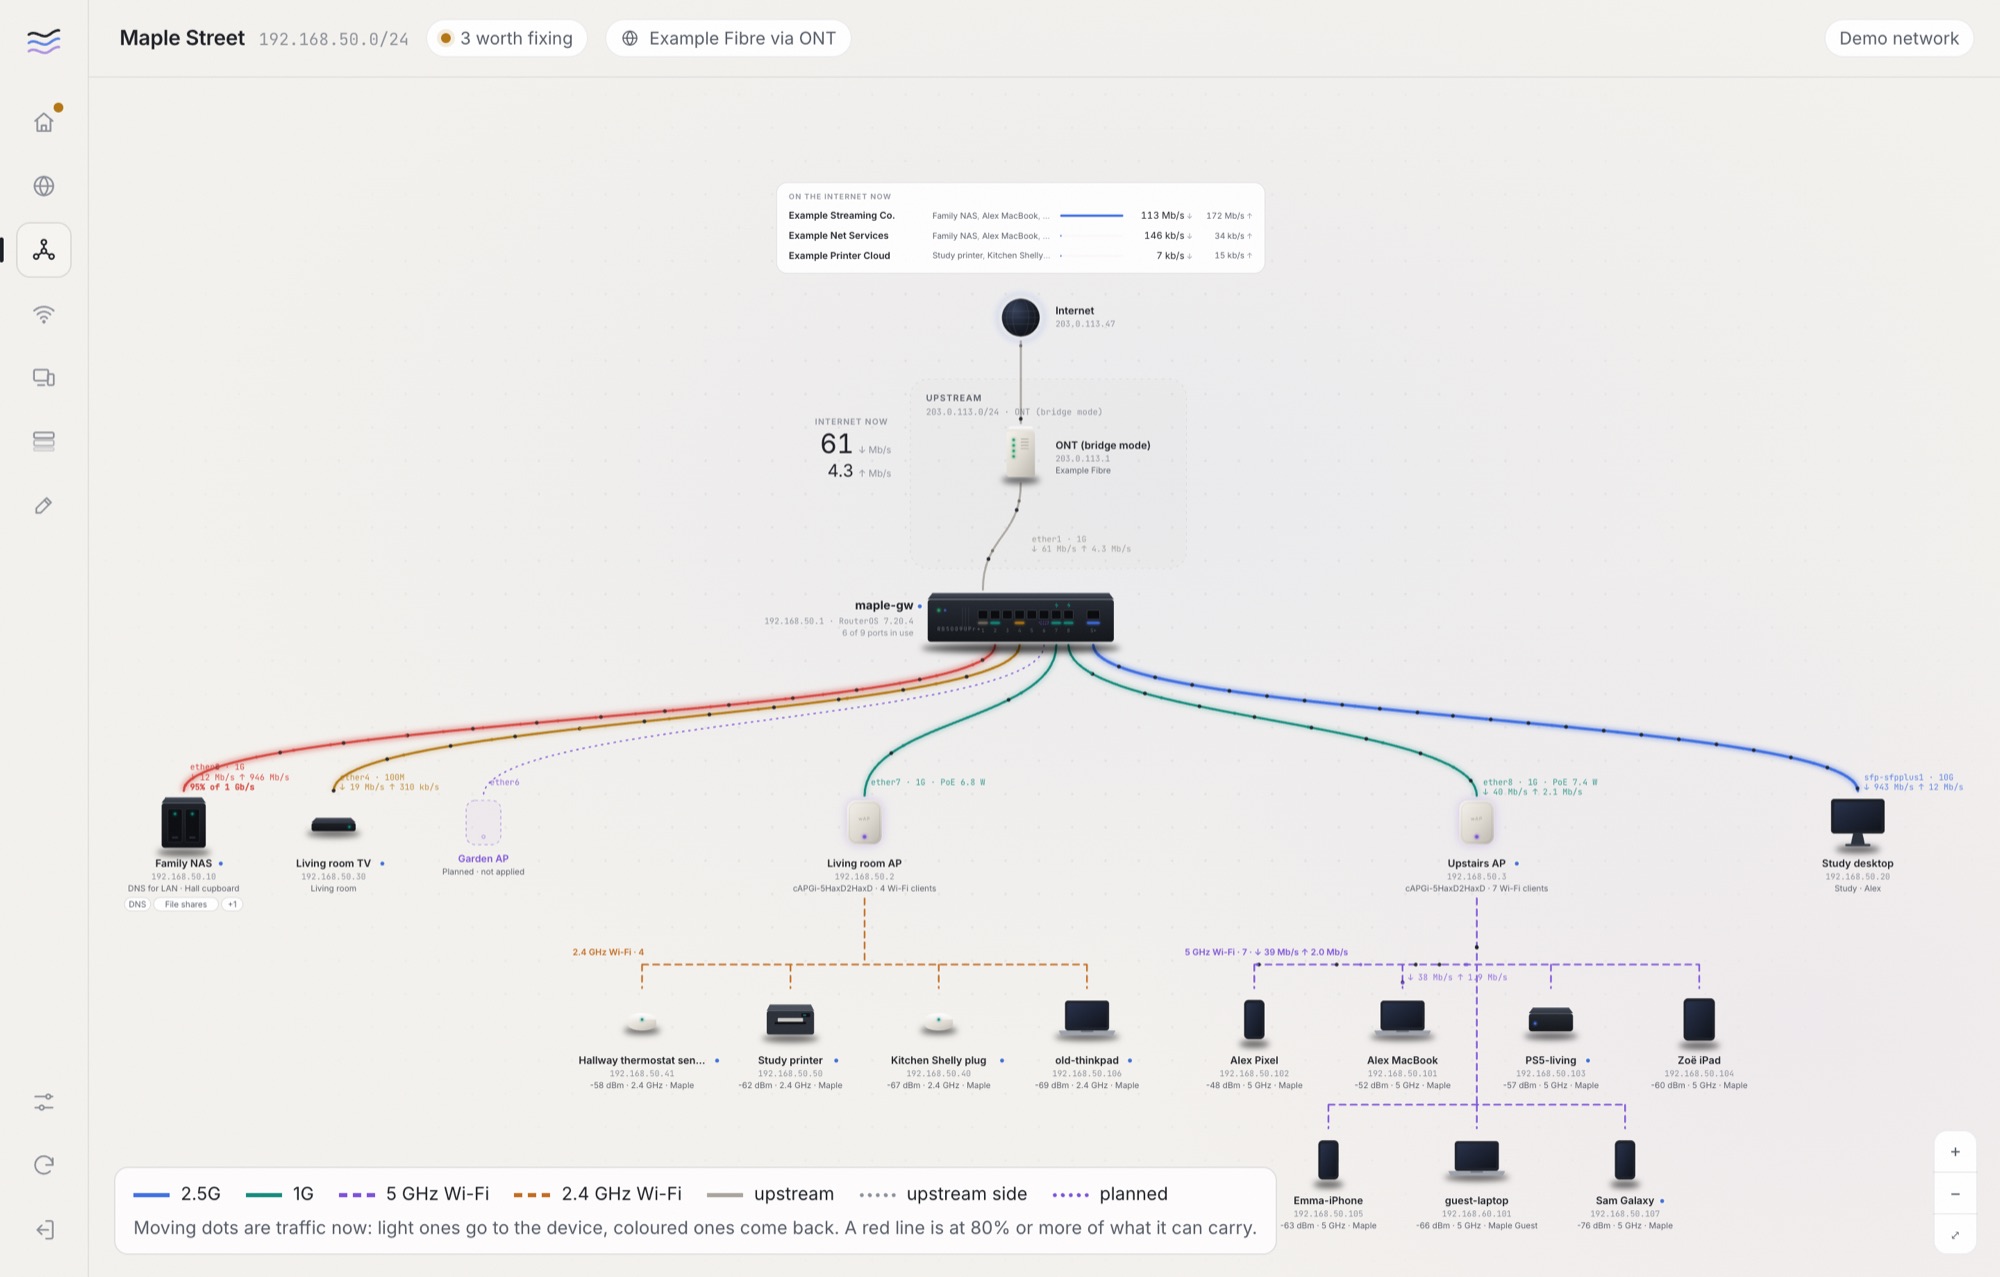 Maple Street 192.168.50.0/24 3 worth fixing Example Fibre via ONT Demo network
ON THE INTERNET NOW
Example Streaming Co. Family NAS, Alex MacBook, ... 113 Mb/s ↓ 172 Mb/s ↑
Example Net Services Family NAS, Alex MacBook, ... 146 kb/s ↓ 34 kb/s ↑
Example Printer Cloud Study printer, Kitchen Shelly... 7 kb/s ↓ 15 kb/s ↑
Internet
203.0.113.47
UPSTREAM
203.0.113.0/24 · ONT (bridge mode)
INTERNET NOW
61 ↓ Mb/s
4.3 ↑ Mb/s
ONT (bridge mode)
203.0.113.1
Example Fibre
ether1 · 1G
↓ 61 Mb/s ↑ 4.3 Mb/s
maple-gw
192.168.50.1 · RouterOS 7.20.4
6 of 9 ports in use
1G
12 Mb/s ↑ 946 Mb/s
95% of 1 Gb/s
Family NAS
192.168.50.10
DNS for LAN · Hall cupboard
DNS File shares +1
ether4 · 100M
↓ 19 Mb/s ↑ 310 kb/s
Living room TV
192.168.50.30
Living room
ether6
Garden AP
Planned · not applied
ether7 · 1G · PoE 6.8 W
Living room AP
192.168.50.2
cAPGi-5HaxD2HaxD · 4 Wi-Fi clients
ether8 · 1G · PoE 7.4 W
↓ 40 Mb/s ↑ 2.1 Mb/s
Upstairs AP
192.168.50.3
cAPGi-5HaxD2HaxD · 7 Wi-Fi clients
sfp-sfpplus1 · 10G
↓ 943 Mb/s ↑ 12 Mb/s
Study desktop
192.168.50.20
Study · Alex
2.4 GHz Wi-Fi · 4
5 GHz Wi-Fi · 7 · ↓ 39 Mb/s ↑ 2.0 Mb/s
↓ 38 Mb/s ↑ 1.9 Mb/s
Hallway thermostat sen...
192.168.50.41
-58 dBm · 2.4 GHz · Maple
Study printer
192.168.50.50
-62 dBm · 2.4 GHz · Maple
Kitchen Shelly plug
192.168.50.40
-67 dBm · 2.4 GHz · Maple
old-thinkpad
192.168.50.106
-69 dBm · 2.4 GHz · Maple
Alex Pixel
192.168.50.102
-48 dBm · 5 GHz · Maple
Alex MacBook
192.168.50.101
-52 dBm · 5 GHz · Maple
PS5-living
192.168.50.103
-57 dBm · 5 GHz · Maple
Zoë iPad
192.168.50.104
-60 dBm · 5 GHz · Maple
Emma-iPhone
192.168.50.105
-63 dBm · 5 GHz · Maple
guest-laptop
192.168.60.101
-66 dBm · 5 GHz · Maple Guest
Sam Galaxy
192.168.50.107
-76 dBm · 5 GHz · Maple
2.5G 1G 5 GHz Wi-Fi 2.4 GHz Wi-Fi upstream upstream side planned
Moving dots are traffic now: light ones go to the device, coloured ones come back. A red line is at 80% or more of what it can carry.